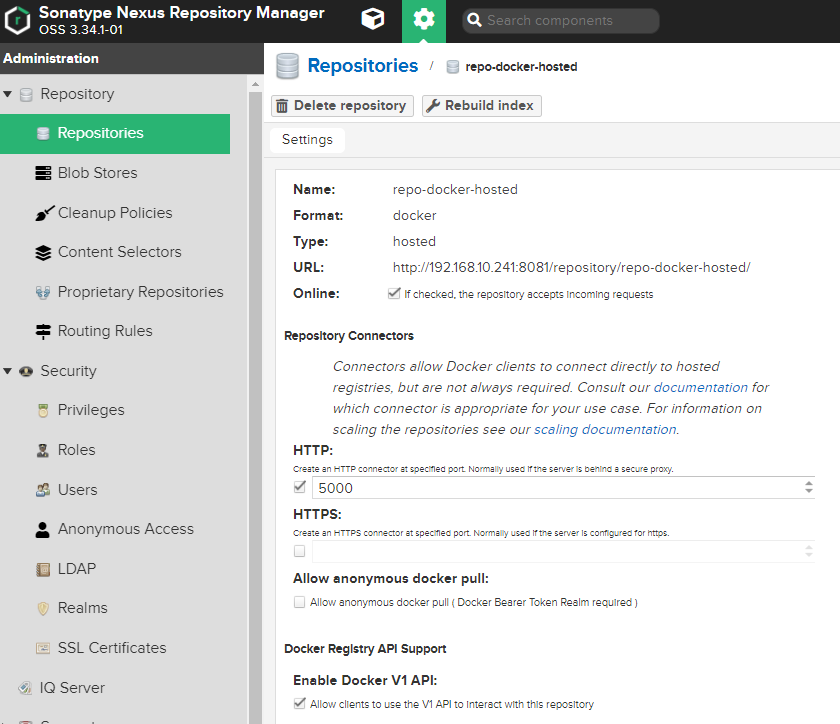 Sonatype Nexus Repository Manager
OSS 3.34.1-01
Search components
Administration
Repository
Repositories
Blob Stores
Cleanup Policies
Content Selectors
Proprietary Repositories
Routing Rules
Security
Privileges
Roles
Users
Anonymous Access
LDAP
Realms
SSL Certificates
IQ Server
Repositories / repo-docker-hosted
Delete repository
Rebuild index
Settings
Name: repo-docker-hosted
Format: docker
Type: hosted
URL: http://192.168.10.241:8081/repository/repo-docker-hosted/
Online: If checked, the repository accepts incoming requests
Repository Connectors
Connectors allow Docker clients to connect directly to hosted
registries, but are not always required. Consult our documentation for
which connector is appropriate for your use case. For information on
scaling the repositories see our scaling documentation.
HTTP:
Create an HTTP connector at specified port. Normally used if the server is behind a secure proxy.
5000
HTTPS:
Create an HTTPS connector at specified port. Normally used if the server is configured for https.
Allow anonymous docker pull:
Allow anonymous docker pull ( Docker Bearer Token Realm required )
Docker Registry API Support
Enable Docker V1 API:
Allow clients to use the V1 API to interact with this repository